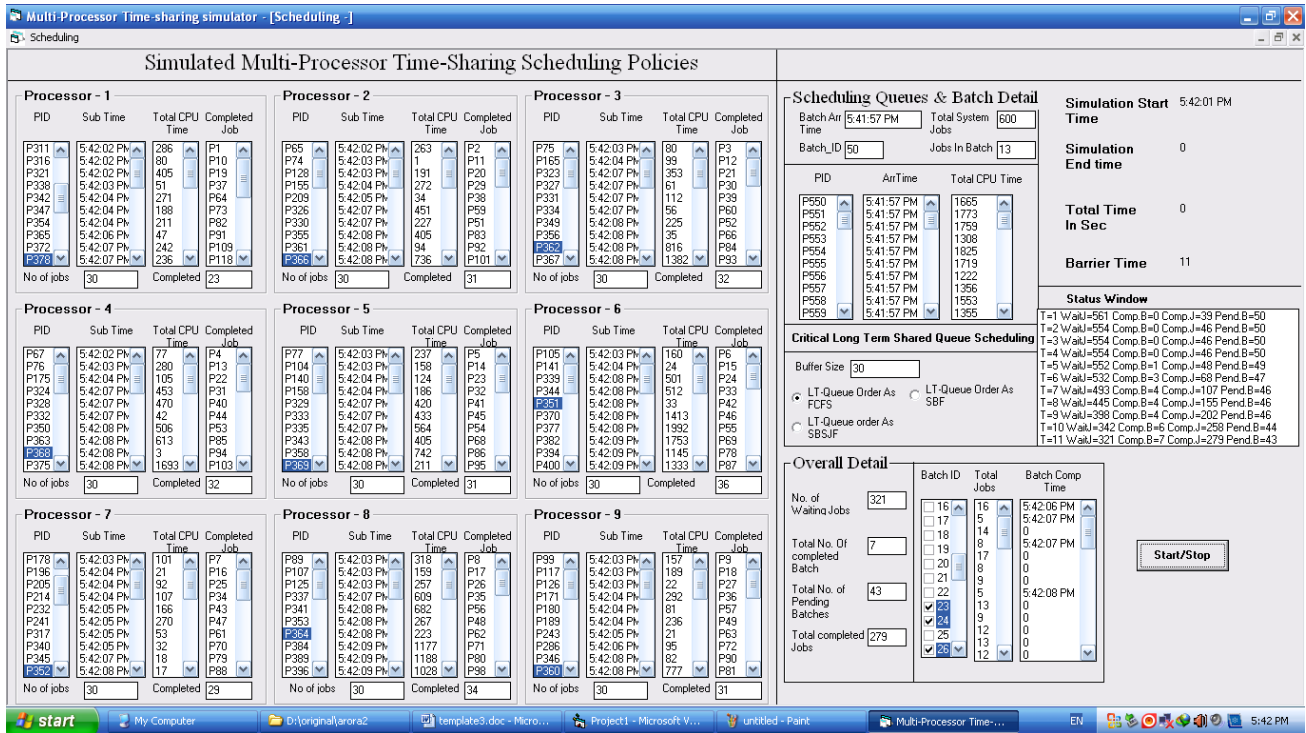 Multi-Processor Time-sharing simulator - [Scheduling -]
Scheduling
Simulated Multi-Processor Time-Sharing Scheduling Policies
Processor - 1
PID Sub Time Total CPU Time Completed Job
P311 5:42:02 PM 286 P1
P316 5:42:02 PM 80 P10
P321 5:42:02 PM 405 P19
P338 5:42:03 PM 51 P37
P342 5:42:04 PM 271 P64
P347 5:42:04 PM 188 P73
P354 5:42:04 PM 211 P82
P365 5:42:06 PM 47 P91
P372 5:42:07 PM 242 P109
P378 5:42:07 PM 236 P118
No of jobs 30 Completed 23
Processor - 2
PID Sub Time Total CPU Time Completed Job
P65 5:42:02 PM 263 P2
P74 5:42:03 PM 1 P11
P128 5:42:03 PM 191 P20
P155 5:42:04 PM 272 P29
P209 5:42:05 PM 34 P38
P326 5:42:07 PM 451 P59
P330 5:42:07 PM 227 P51
P355 5:42:08 PM 405 P83
P361 5:42:08 PM 94 P92
P366 5:42:08 PM 736 P101
No of jobs 30 Completed 31
Processor - 3
PID Sub Time Total CPU Time Completed Job
P75 5:42:03 PM 80 P3
P165 5:42:04 PM 99 P12
P323 5:42:07 PM 353 P21
P327 5:42:07 PM 61 P30
P331 5:42:07 PM 112 P39
P334 5:42:07 PM 56 P60
P349 5:42:08 PM 225 P52
P356 5:42:08 PM 35 P66
P362 5:42:08 PM 816 P84
P367 5:42:08 PM 1382 P93
No of jobs 30 Completed 32
Processor - 4
PID Sub Time Total CPU Time Completed Job
P67 5:42:02 PM 77 P4
P76 5:42:03 PM 280 P13
P175 5:42:04 PM 105 P22
P324 5:42:07 PM 453 P31
P328 5:42:07 PM 470 P40
P332 5:42:07 PM 42 P44
P350 5:42:08 PM 506 P53
P363 5:42:08 PM 613 P85
P368 5:42:08 PM 3 P94
P375 5:42:08 PM 1693 P103
No of jobs 30 Completed 32
Processor - 5
PID Sub Time Total CPU Time Completed Job
P77 5:42:03 PM 237 P5
P104 5:42:03 PM 158 P14
P140 5:42:04 PM 124 P23
P158 5:42:04 PM 186 P32
P329 5:42:07 PM 420 P41
P333 5:42:07 PM 433 P45
P335 5:42:07 PM 564 P54
P343 5:42:08 PM 405 P68
P358 5:42:08 PM 742 P86
P369 5:42:08 PM 211 P95
No of jobs 30 Completed 31
Processor - 6
PID Sub Time Total CPU Time Completed Job
P105 5:42:03 PM 160 P6
P141 5:42:04 PM 24 P15
P339 5:42:08 PM 501 P24
P344 5:42:08 PM 512 P33
P351 5:42:08 PM 33 P42
P370 5:42:08 PM 1413 P46
P377 5:42:08 PM 1992 P55
P382 5:42:09 PM 1753 P69
P394 5:42:09 PM 1145 P78
P400 5:42:09 PM 1333 P87
No of jobs 30 Completed 36
Processor - 7
PID Sub Time Total CPU Time Completed Job
P178 5:42:03 PM 101 P7
P196 5:42:04 PM 21 P16
P205 5:42:04 PM 92 P25
P214 5:42:04 PM 107 P34
P232 5:42:05 PM 166 P43
P241 5:42:05 PM 270 P47
P317 5:42:05 PM 53 P61
P340 5:42:05 PM 32 P70
P345 5:42:07 PM 18 P79
P352 5:42:08 PM 17 P88
No of jobs 30 Completed 29
Processor - 8
PID Sub Time Total CPU Time Completed Job
P89 5:42:03 PM 318 P8
P107 5:42:03 PM 159 P17
P125 5:42:03 PM 257 P26
P337 5:42:07 PM 609 P35
P341 5:42:08 PM 682 P56
P353 5:42:08 PM 267 P48
P364 5:42:08 PM 223 P62
P384 5:42:09 PM 1177 P71
P389 5:42:09 PM 1188 P80
P396 5:42:09 PM 1028 P98
No of jobs 30 Completed 34
Processor - 9
PID Sub Time Total CPU Time Completed Job
P99 5:42:03 PM 157 P9
P117 5:42:03 PM 189 P18
P126 5:42:03 PM 22 P27
P171 5:42:04 PM 292 P36
P180 5:42:04 PM 81 P57
P189 5:42:04 PM 236 P49
P243 5:42:05 PM 21 P63
P286 5:42:06 PM 95 P72
P346 5:42:08 PM 82 P90
P360 5:42:08 PM 777 P81
No of jobs 30 Completed 31
Scheduling Queues & Batch Detail
Batch Arr Time 5:41:57 PM Total System Jobs 600
Batch_ID 50 Jobs In Batch 13
PID ArrTime Total CPU Time
P550 5:41:57 PM 1665
P551 5:41:57 PM 1773
P552 5:41:57 PM 1759
P553 5:41:57 PM 1308
P554 5:41:57 PM 1825
P555 5:41:57 PM 1719
P556 5:41:57 PM 1222
P557 5:41:57 PM 1356
P558 5:41:57 PM 1553
P559 5:41:57 PM 1355
Critical Long Term Shared Queue Scheduling
Buffer Size 30
LT-Queue Order As FCFS
LT-Queue Order As SBF
LT-Queue order As SBSJF
Simulation Start Time 5:42:01 PM
Simulation End time 0
Total Time In Sec 0
Barrier Time 11
Status Window
T=1 WaitJ=561 Comp.B=0 Comp.J=39 Pend.B=50
T=2 WaitJ=554 Comp.B=0 Comp.J=46 Pend.B=50
T=3 WaitJ=554 Comp.B=0 Comp.J=46 Pend.B=50
T=4 WaitJ=554 Comp.B=0 Comp.J=46 Pend.B=50
T=5 WaitJ=552 Comp.B=1 Comp.J=48 Pend.B=49
T=6 WaitJ=532 Comp.B=3 Comp.J=68 Pend.B=47
T=7 WaitJ=493 Comp.B=4 Comp.J=107 Pend.B=46
T=8 WaitJ=445 Comp.B=4 Comp.J=155 Pend.B=46
T=9 WaitJ=398 Comp.B=4 Comp.J=202 Pend.B=46
T=10 WaitJ=342 Comp.B=6 Comp.J=258 Pend.B=44
T=11 WaitJ=321 Comp.B=7 Comp.J=279 Pend.B=43
Overall Detail
No. of Waiting Jobs 321
Total No. Of completed Batch 7
Total No. of Pending Batches 43
Total completed Jobs 279
Batch ID Total Jobs Batch Comp Time
16 16 5:42:06 PM
17 5 5:42:07 PM
18 14 0
19 8 5:42:07 PM
20 17 0
21 8 0
22 9 0
23 5 5:42:08 PM
24 13 0
25 9 0
26 12 0
13 0
12 0
Start/Stop
start
My Computer
D:\original\arora2
template3.doc - Micro...
Project1 - Microsoft V...
untitled - Paint
Multi-Processor Time-...
EN
5:42 PM